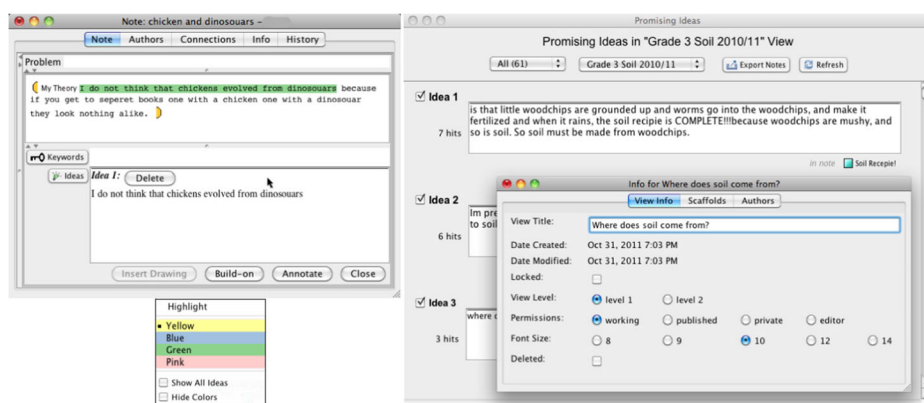 Note: chicken and dinosouars –
Note Authors Connections Info History
Problem
My Theory I do not think that chickens evolved from dinosouars because
if you get to seperet books one with a chicken one with a dinosouar
they look nothing alike.
Keywords
Ideas
Idea 1: Delete
I do not think that chickens evolved from dinosouars
Insert Drawing Build-on Annotate Close
Highlight
Yellow
Blue
Green
Pink
Show All Ideas
Hide Colors
Promising Ideas
Promising Ideas in "Grade 3 Soil 2010/11" View
All (61) Grade 3 Soil 2010/11 Export Notes Refresh
Idea 1
7 hits
is that little woodchips are grounded up and worms go into the woodchips, and make it
fertilized and when it rains, the soil recipie is COMPLETE!!!because woodchips are mushy, and
so is soil. So soil must be made from woodchips.
In note Soil Recepie!
Idea 2
6 hits
Im pre
to soil
Idea 3
3 hits
where
Info for Where does soil come from?
View Info Scaffolds Authors
View Title: Where does soil come from?
Date Created: Oct 31, 2011 7:03 PM
Date Modified: Oct 31, 2011 7:03 PM
Locked:
View Level: level 1 level 2
Permissions: working published private editor
Font Size: 8 9 10 12 14
Deleted: